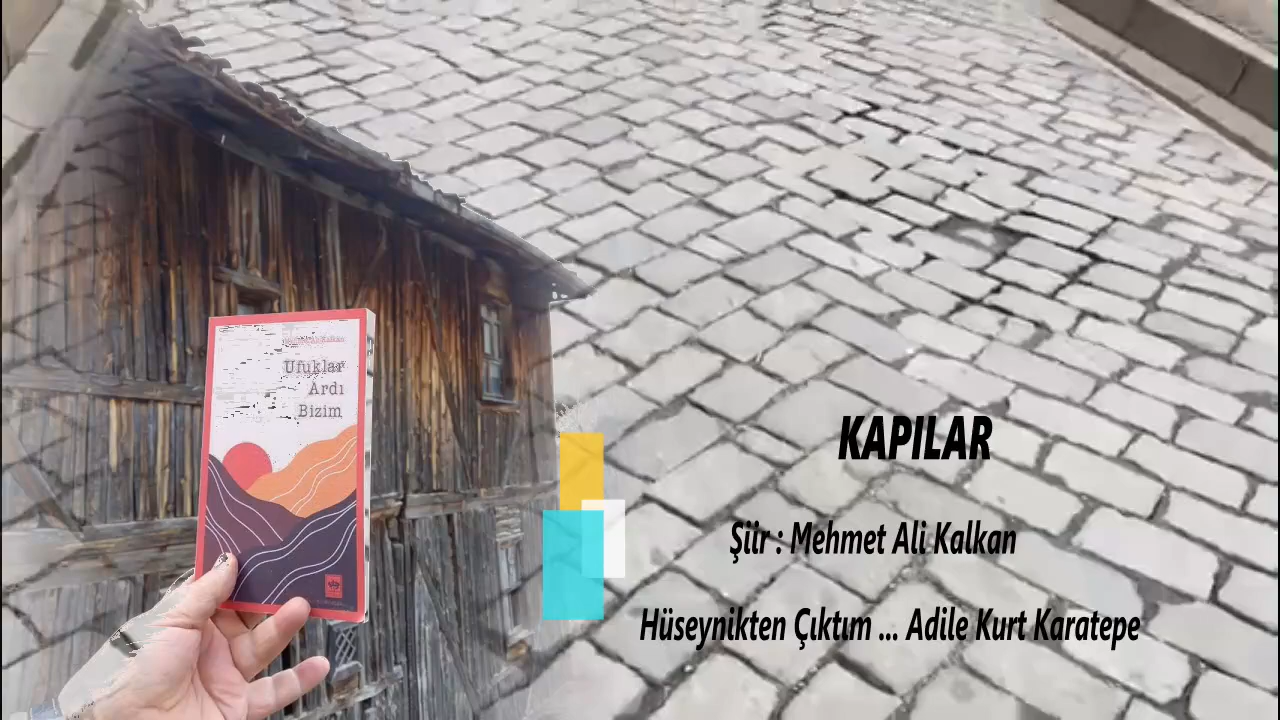 Ufuklar
Ardı
Bizim
KAPILAR
Şiir : Mehmet Ali Kalkan
Hüseynikten Çıktım ... Adile Kurt Karatepe